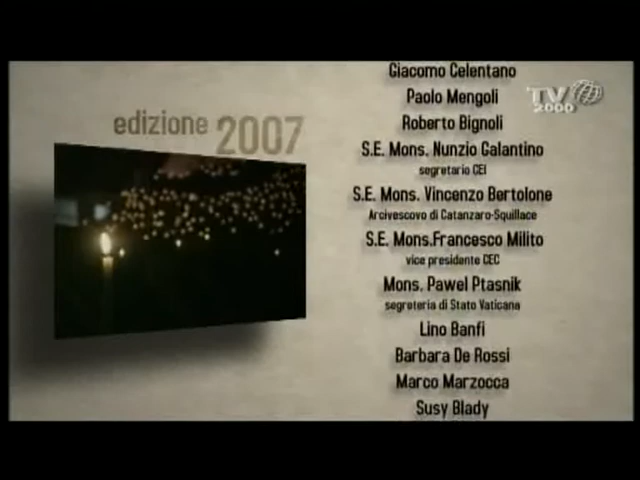 Giacomo Celentano
Paolo Mengoli
Roberto Bignoli
S.E. Mons. Nunzio Galantino
segretario CEI
S.E. Mons. Vincenzo Bertolone
Arcivescovo di Catanzaro-Squillace
S.E. Mons.Francesco Milito
vice presidente CEC
Mons. Pawel Ptasnik
segreteria di Stato Vaticana
Lino Banfi
Barbara De Rossi
Marco Marzocca
Susy Blady
edizione 2007
TV
2000